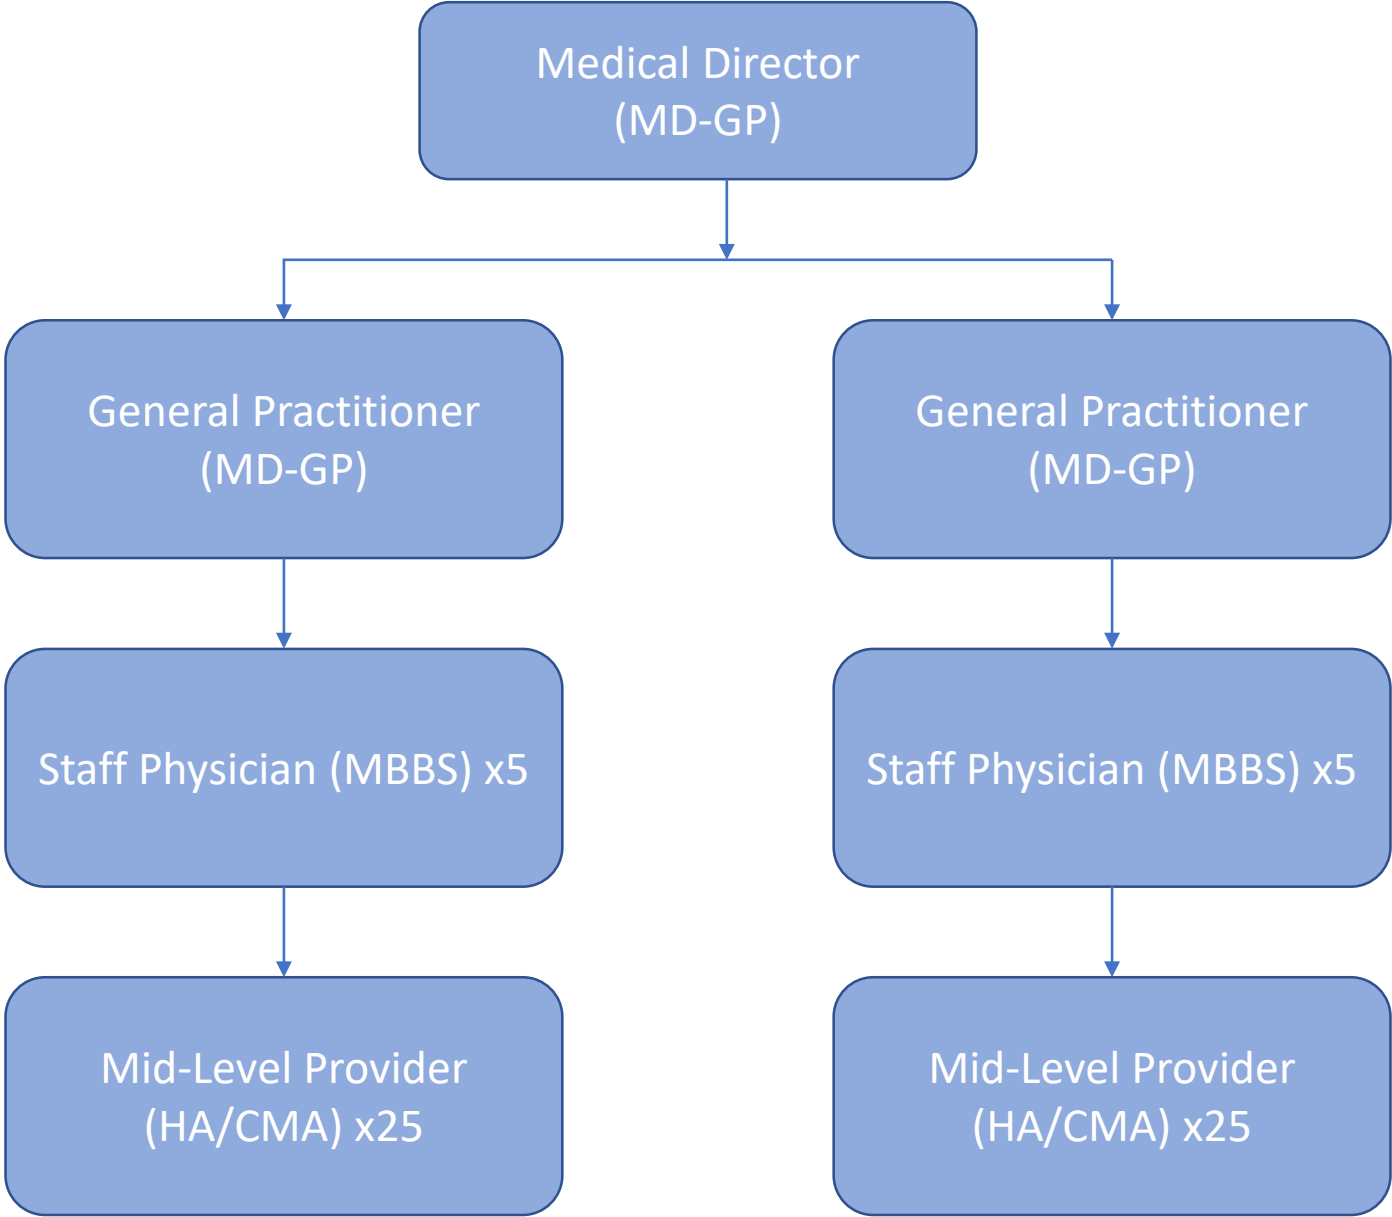 Medical Director
(MD-GP)
General Practitioner
(MD-GP)
General Practitioner
(MD-GP)
Staff Physician (MBBS) x5
Staff Physician (MBBS) x5
Mid-Level Provider
(HA/CMA) x25
Mid-Level Provider
(HA/CMA) x25